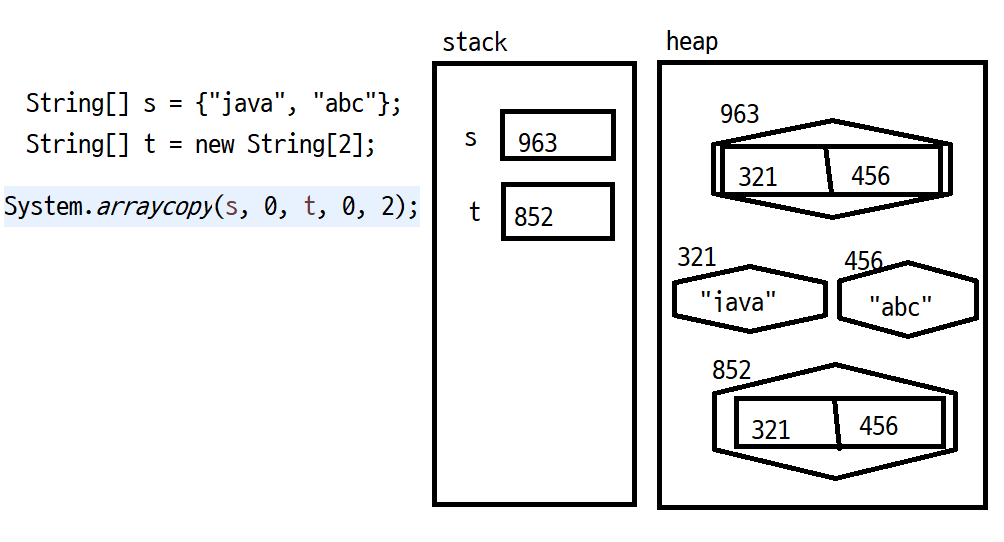 String[] s = {"java", "abc"};
String[] t = new String[2];
System.arraycopy(s, 0, t, 0, 2);
stack
s 963
t 852
heap
963
321 456
321 456
"java" "abc"
852
321 456